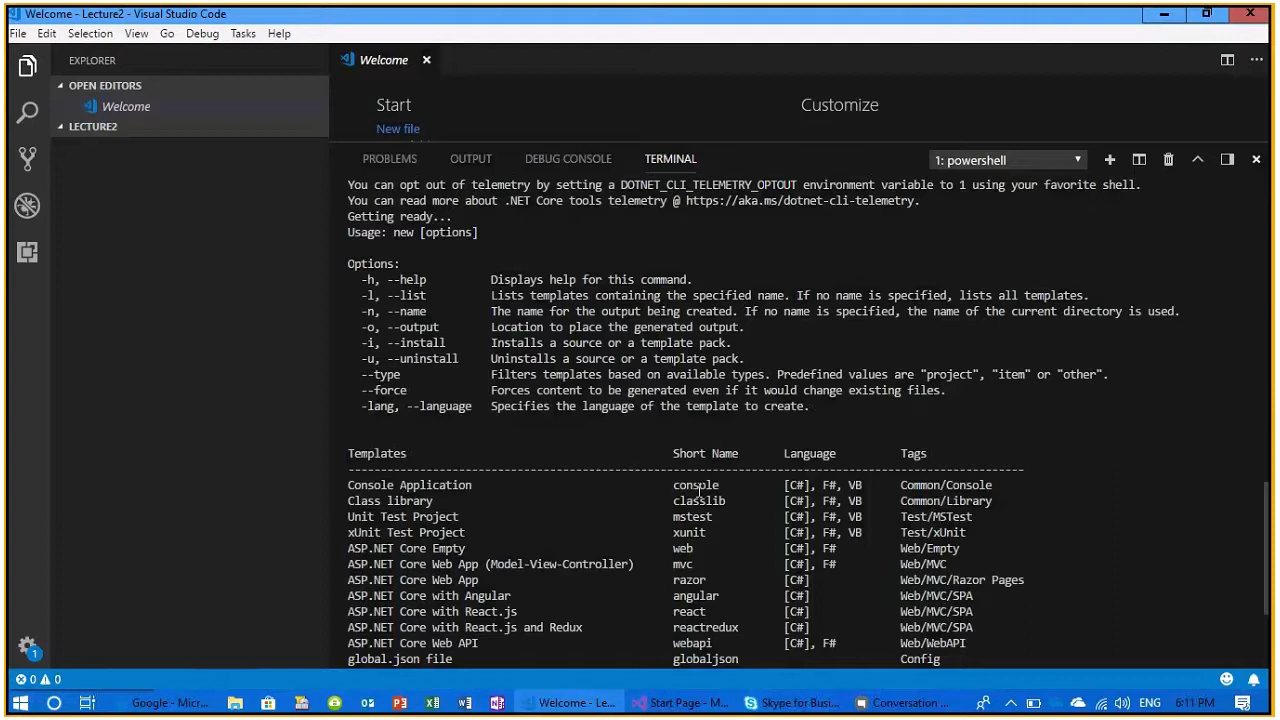 Welcome - Lecture2 - Visual Studio Code
File Edit Selection View Go Debug Tasks Help
EXPLORER
OPEN EDITORS
Welcome
LECTURE2
Welcome
Start
Customize
New file
PROBLEMS OUTPUT DEBUG CONSOLE TERMINAL
1: powershell
You can opt out of telemetry by setting a DOTNET_CLI_TELEMETRY_OPTOUT environment variable to 1 using your favorite shell.
You can read more about .NET Core tools telemetry @ https://aka.ms/dotnet-cli-telemetry.
Getting ready...
Usage: new [options]
Options:
-h, --help Displays help for this command.
-l, --list Lists templates containing the specified name. If no name is specified, lists all templates.
-n, --name The name for the output being created. If no name is specified, the name of the current directory is used.
-o, --output Location to place the generated output.
-i, --install Installs a source or a template pack.
-u, --uninstall Uninstalls a source or a template pack.
--type Filters templates based on available types. Predefined values are "project", "item" or "other".
--force Forces content to be generated even if it would change existing files.
-lang, --language Specifies the language of the template to create.
Templates Short Name Language Tags
--------------------------------------------------------------------------------------------------------
Console Application console [C#], F#, VB Common/Console
Class library classlib [C#], F#, VB Common/Library
Unit Test Project mstest [C#], F#, VB Test/MSTest
xUnit Test Project xunit [C#], F#, VB Test/xUnit
ASP.NET Core Empty web [C#], F# Web/Empty
ASP.NET Core Web App (Model-View-Controller) mvc [C#], F# Web/MVC
ASP.NET Core Web App razor [C#] Web/MVC/Razor Pages
ASP.NET Core with Angular angular [C#] Web/MVC/SPA
ASP.NET Core with React.js react [C#] Web/MVC/SPA
ASP.NET Core with React.js and Redux reactredux [C#] Web/MVC/SPA
ASP.NET Core Web API webapi [C#], F# Web/WebAPI
global.json file globaljson Config
1
0 0
Google - Micr... Welcome - Le... Start Page - M... Skype for Busi... Conversation ... ENG 6:11 PM